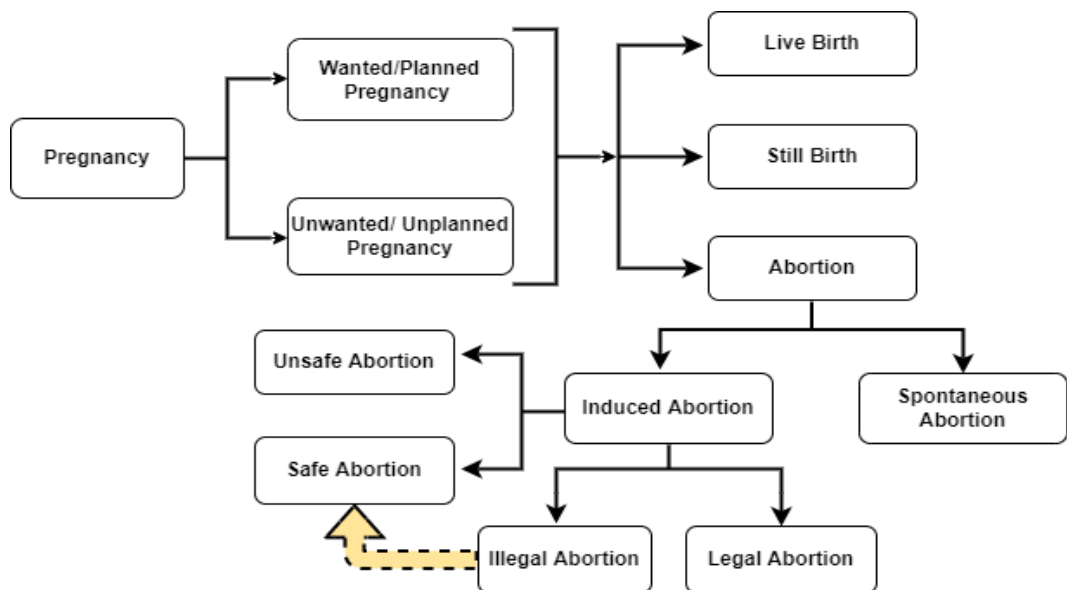 Pregnancy
Wanted/Planned
Pregnancy
Unwanted/ Unplanned
Pregnancy
Live Birth
Still Birth
Abortion
Unsafe Abortion
Safe Abortion
Induced Abortion
Spontaneous
Abortion
Illegal Abortion
Legal Abortion